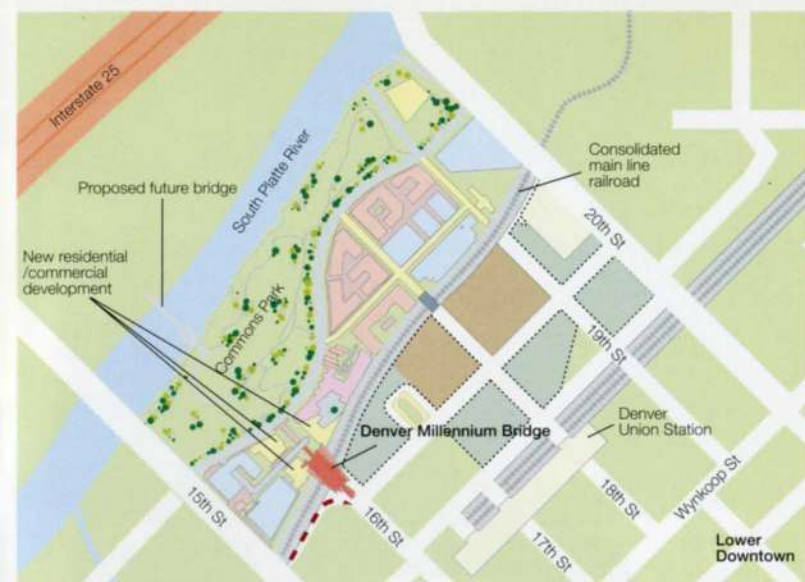 Interstate 25
South Platte River
Proposed future bridge
New residential
/commercial
development
Commons Park
Consolidated
main line
railroad
20th St
19th St
Denver Millennium Bridge
Denver
Union Station
15th St
16th St
17th St
18th St
Wynkoop St
Lower
Downtown